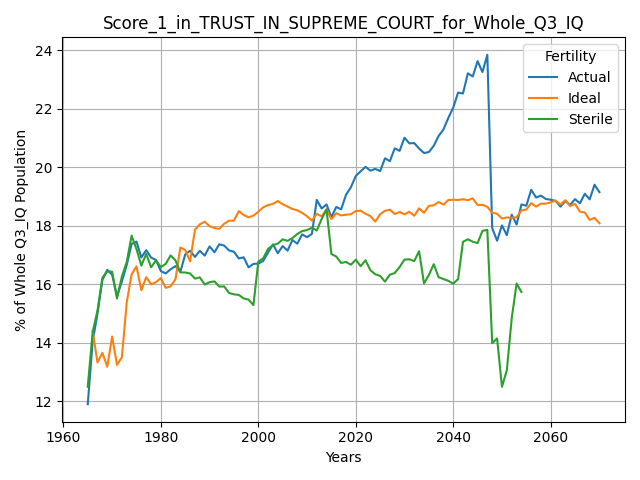 Score_1_in_TRUST_IN_SUPREME_COURT_for_Whole_Q3_IQ
% of Whole Q3_IQ Population
24
22
20
18
16
14
12
Fertility
Actual
Ideal
Sterile
1960 1980 2000 2020 2040 2060
Years